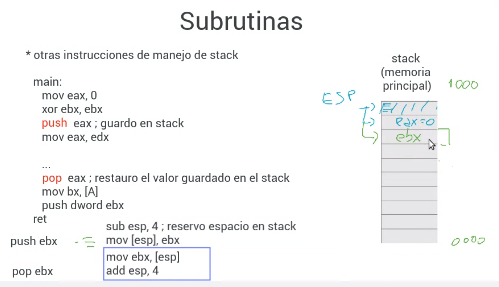 Subrutinas
* otras instrucciones de manejo de stack
main:
mov eax, 0
xor ebx, ebx
push eax ; guardo en stack
mov eax, edx
...
pop eax ; restauro el valor guardado en el stack
mov bx, [A]
push dword ebx
ret
sub esp, 4 ; reservo espacio en stack
push ebx = mov [esp], ebx
mov ebx, [esp]
pop ebx add esp, 4
stack
(memoria
principal)
1000
ESP
eax=0
ebx
0000